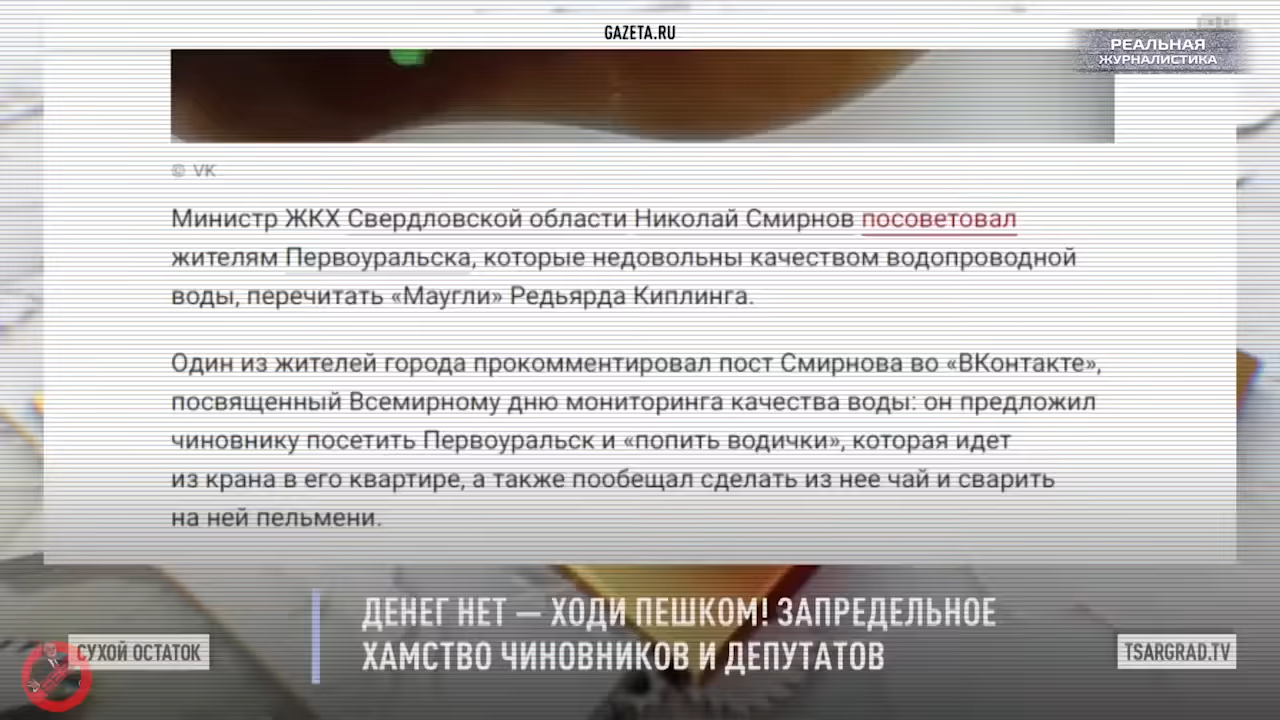 GAZETA.RU
РЕАЛЬНАЯ
ЖУРНАЛИСТИКА
© VK
Министр ЖКХ Свердловской области Николай Смирнов посоветовал
жителям Первоуральска, которые недовольны качеством водопроводной
воды, перечитать «Маугли» Редьярда Киплинга.
Один из жителей города прокомментировал пост Смирнова во «ВКонтакте»,
посвященный Всемирному дню мониторинга качества воды: он предложил
чиновнику посетить Первоуральск и «попить водички», которая идет
из крана в его квартире, а также пообещал сделать из нее чай и сварить
на ней пельмени.
ДЕНЕГ НЕТ — ХОДИ ПЕШКОМ! ЗАПРЕДЕЛЬНОЕ
ХАМСТВО ЧИНОВНИКОВ И ДЕПУТАТОВ
СУХОЙ ОСТАТОК
TSARGRAD.TV